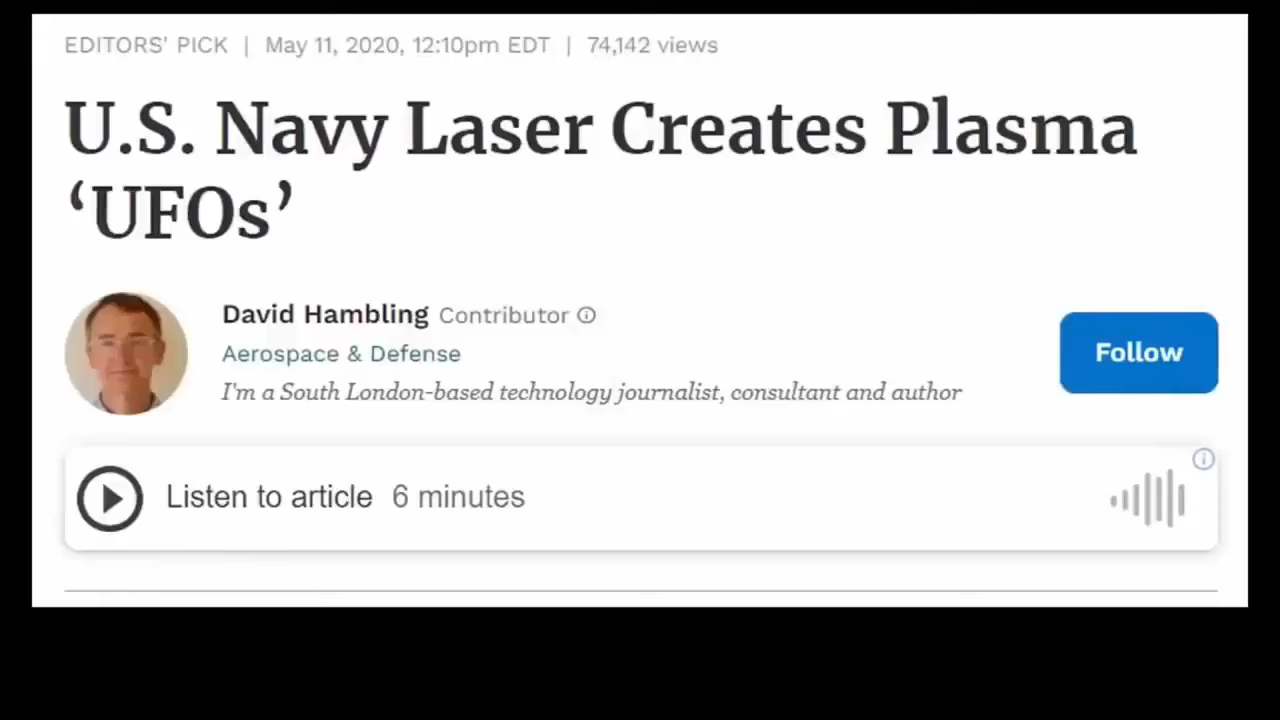 EDITORS' PICK | May 11, 2020, 12:10pm EDT | 74,142 views
U.S. Navy Laser Creates Plasma
‘UFOs’
David Hambling Contributor
Aerospace & Defense
I'm a South London-based technology journalist, consultant and author
Follow
Listen to article 6 minutes